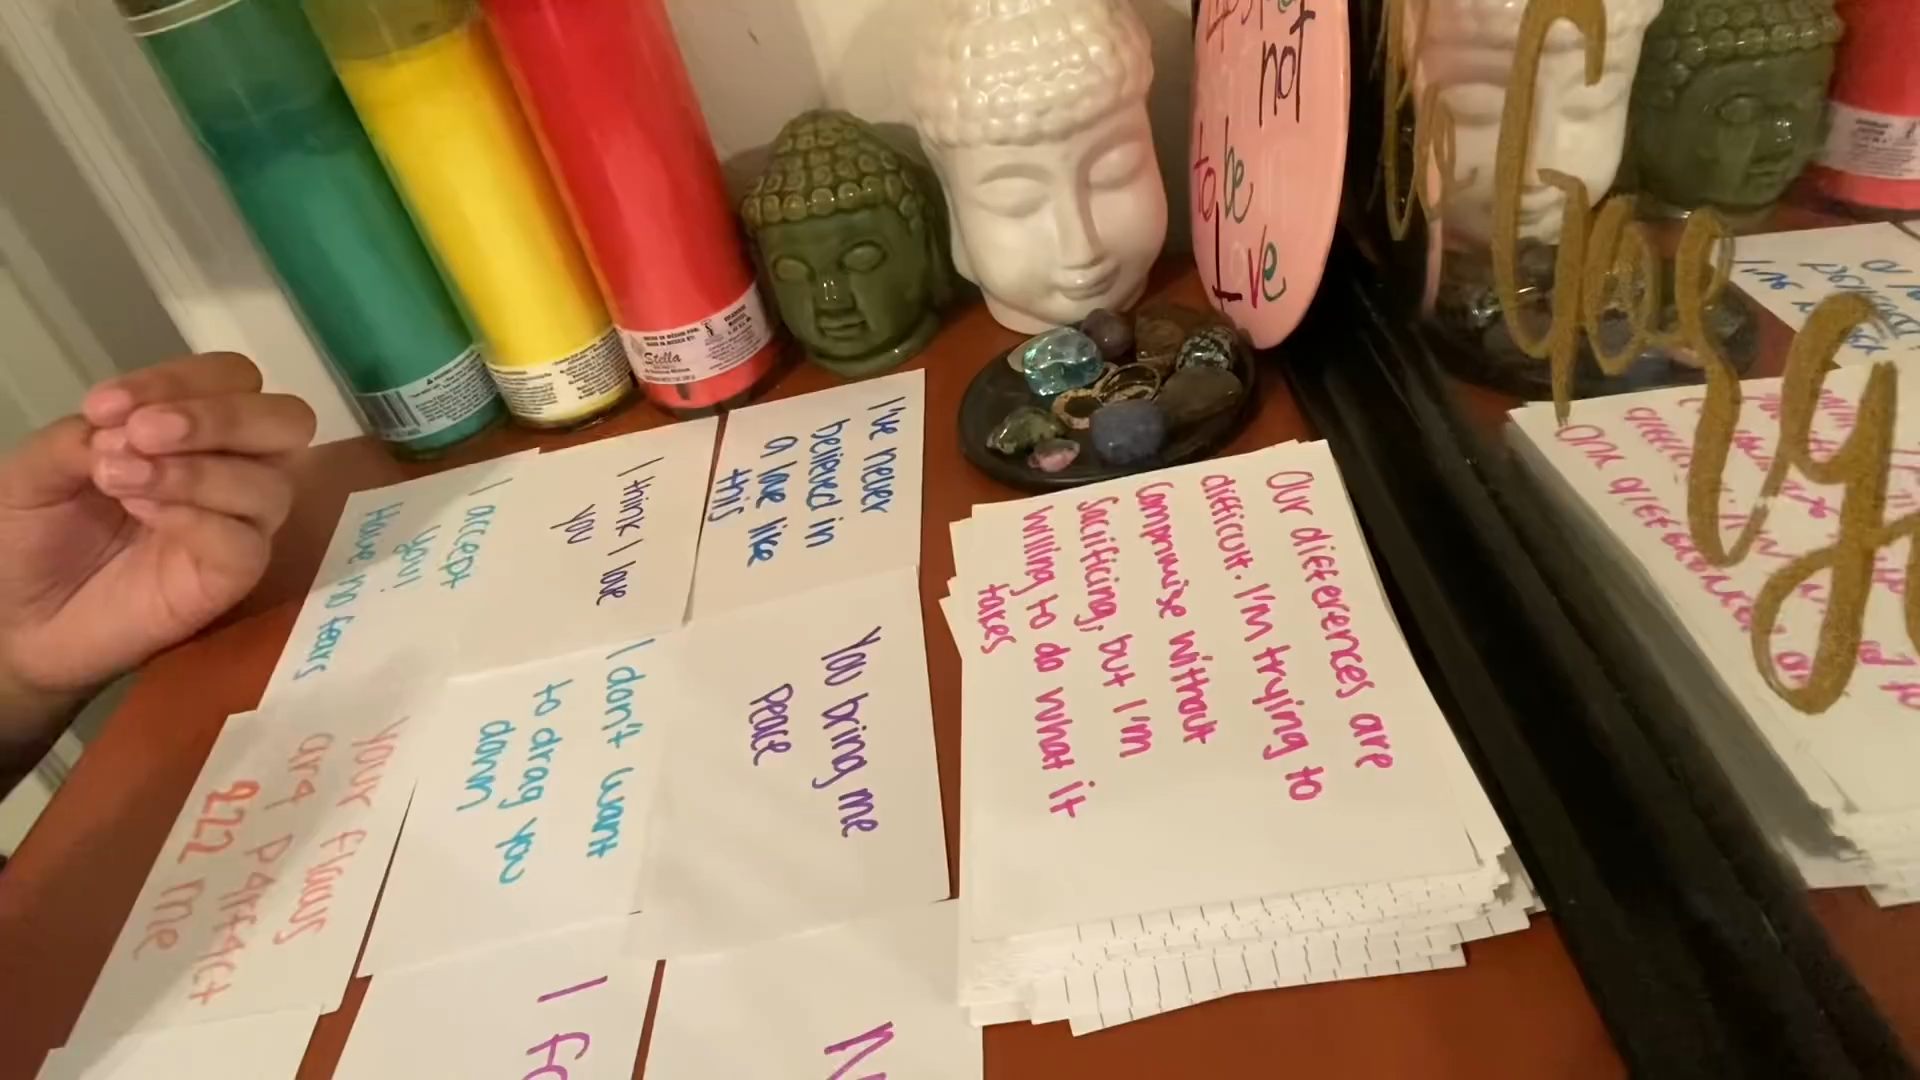 not
to be
Love
Stella
I've never
believed in
a love like
this
I think I love
you
I accept
you!
Have no fears
You bring me
peace
I don't want
to drag you
down
your flaws
are perfect
222 me
Our differences are
difficult. I'm trying to
compromise without
sacrificing, but I'm
willing to do what it
takes
I